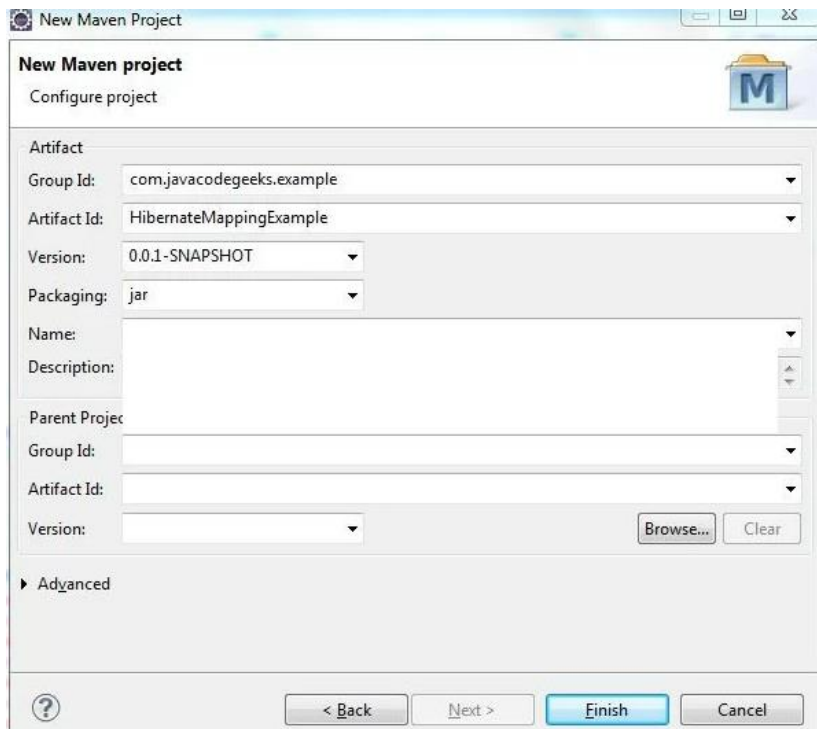 New Maven Project
New Maven project
Configure project
M
Artifact
Group Id: com.javacodegeeks.example
Artifact Id: HibernateMappingExample
Version: 0.0.1-SNAPSHOT
Packaging: jar
Name:
Description:
Parent Projec
Group Id:
Artifact Id:
Version:
Browse... Clear
Advanced
? < Back Next > Finish Cancel